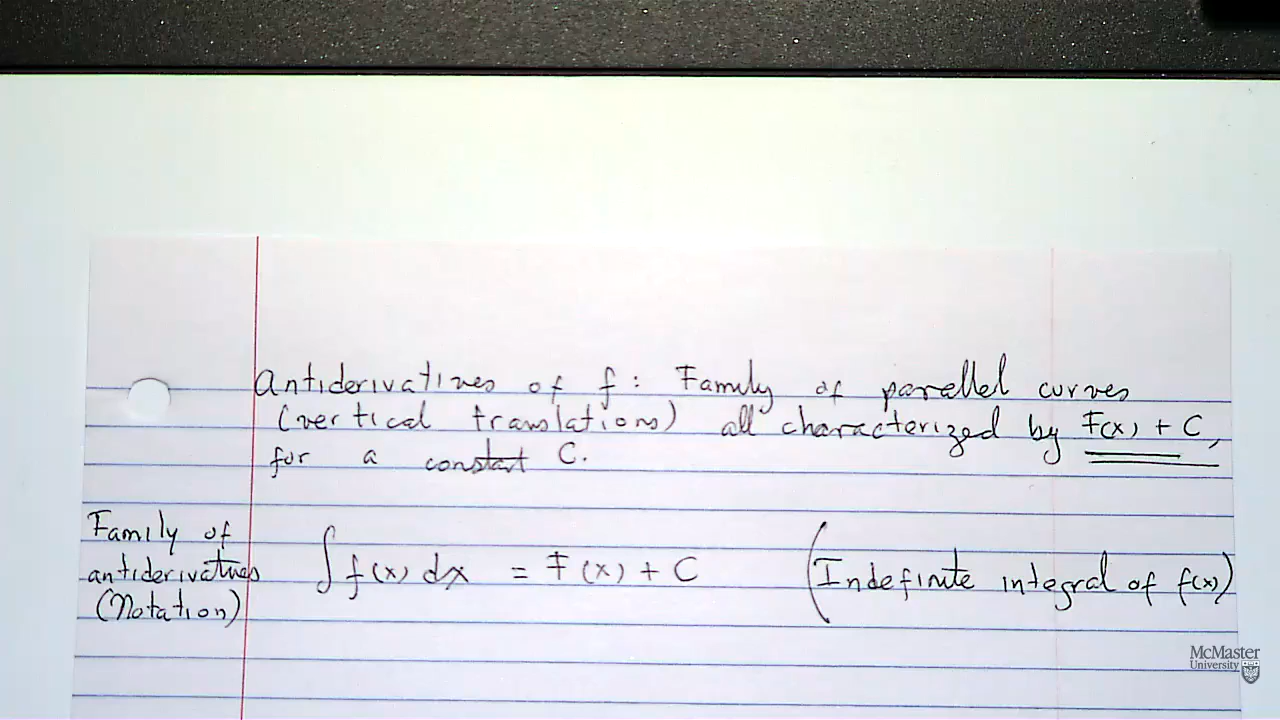 Antiderivatives of f: Family of parallel curves
(vertical translations) all characterized by F(x) + C,
for a constant C.
Family of
antiderivatives
(Notation)
∫ f(x) dx = F(x) + C
(Indefinite integral of f(x))
McMaster
University